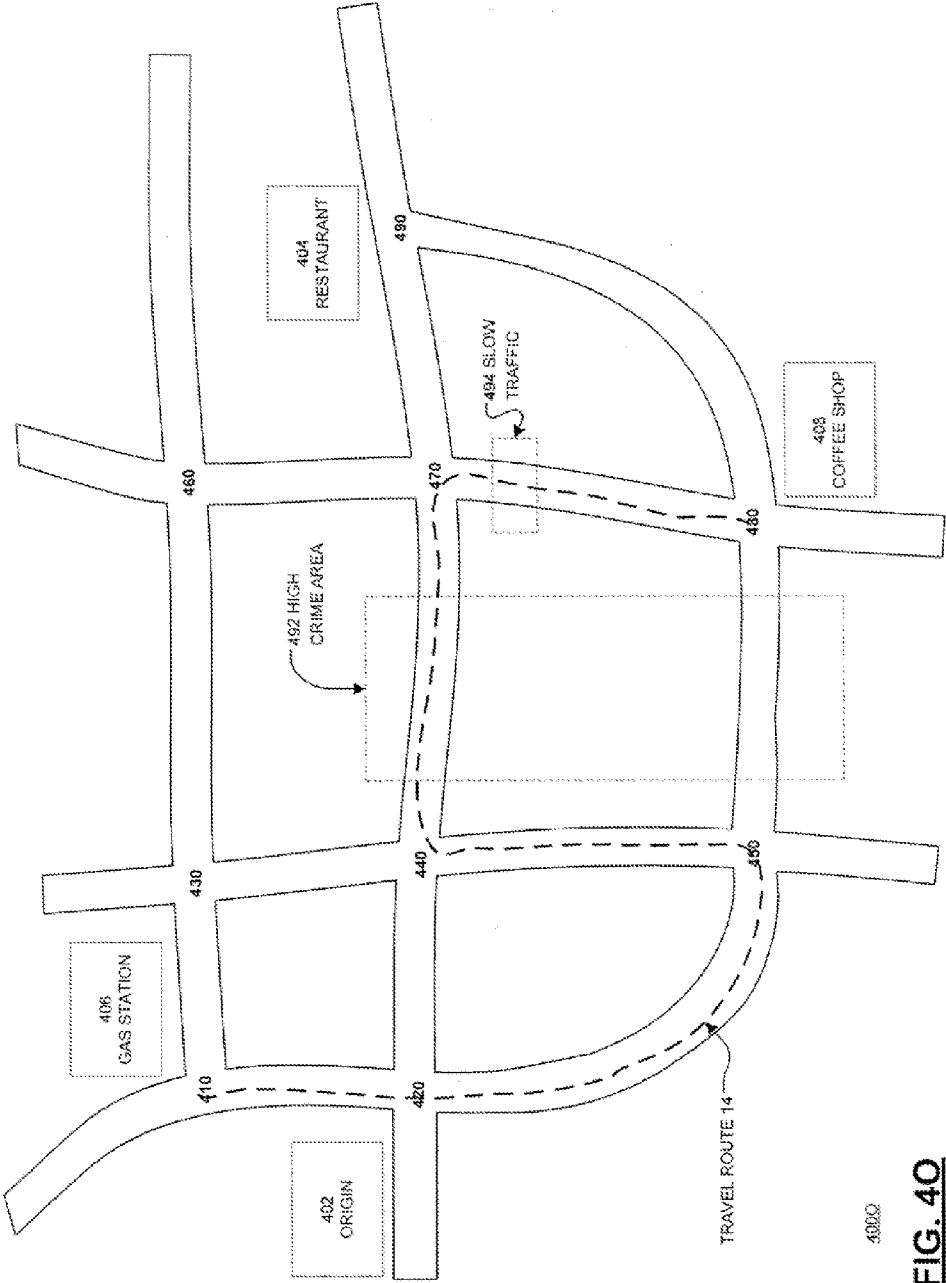 FIG. 4O
400O
402
ORIGIN
406
GAS STATION
410
430
460
404
RESTAURANT
492 HIGH
CRIME AREA
420
440
470
490
494 SLOW
TRAFFIC
TRAVEL ROUTE 14
450
480
408
COFFEE SHOP